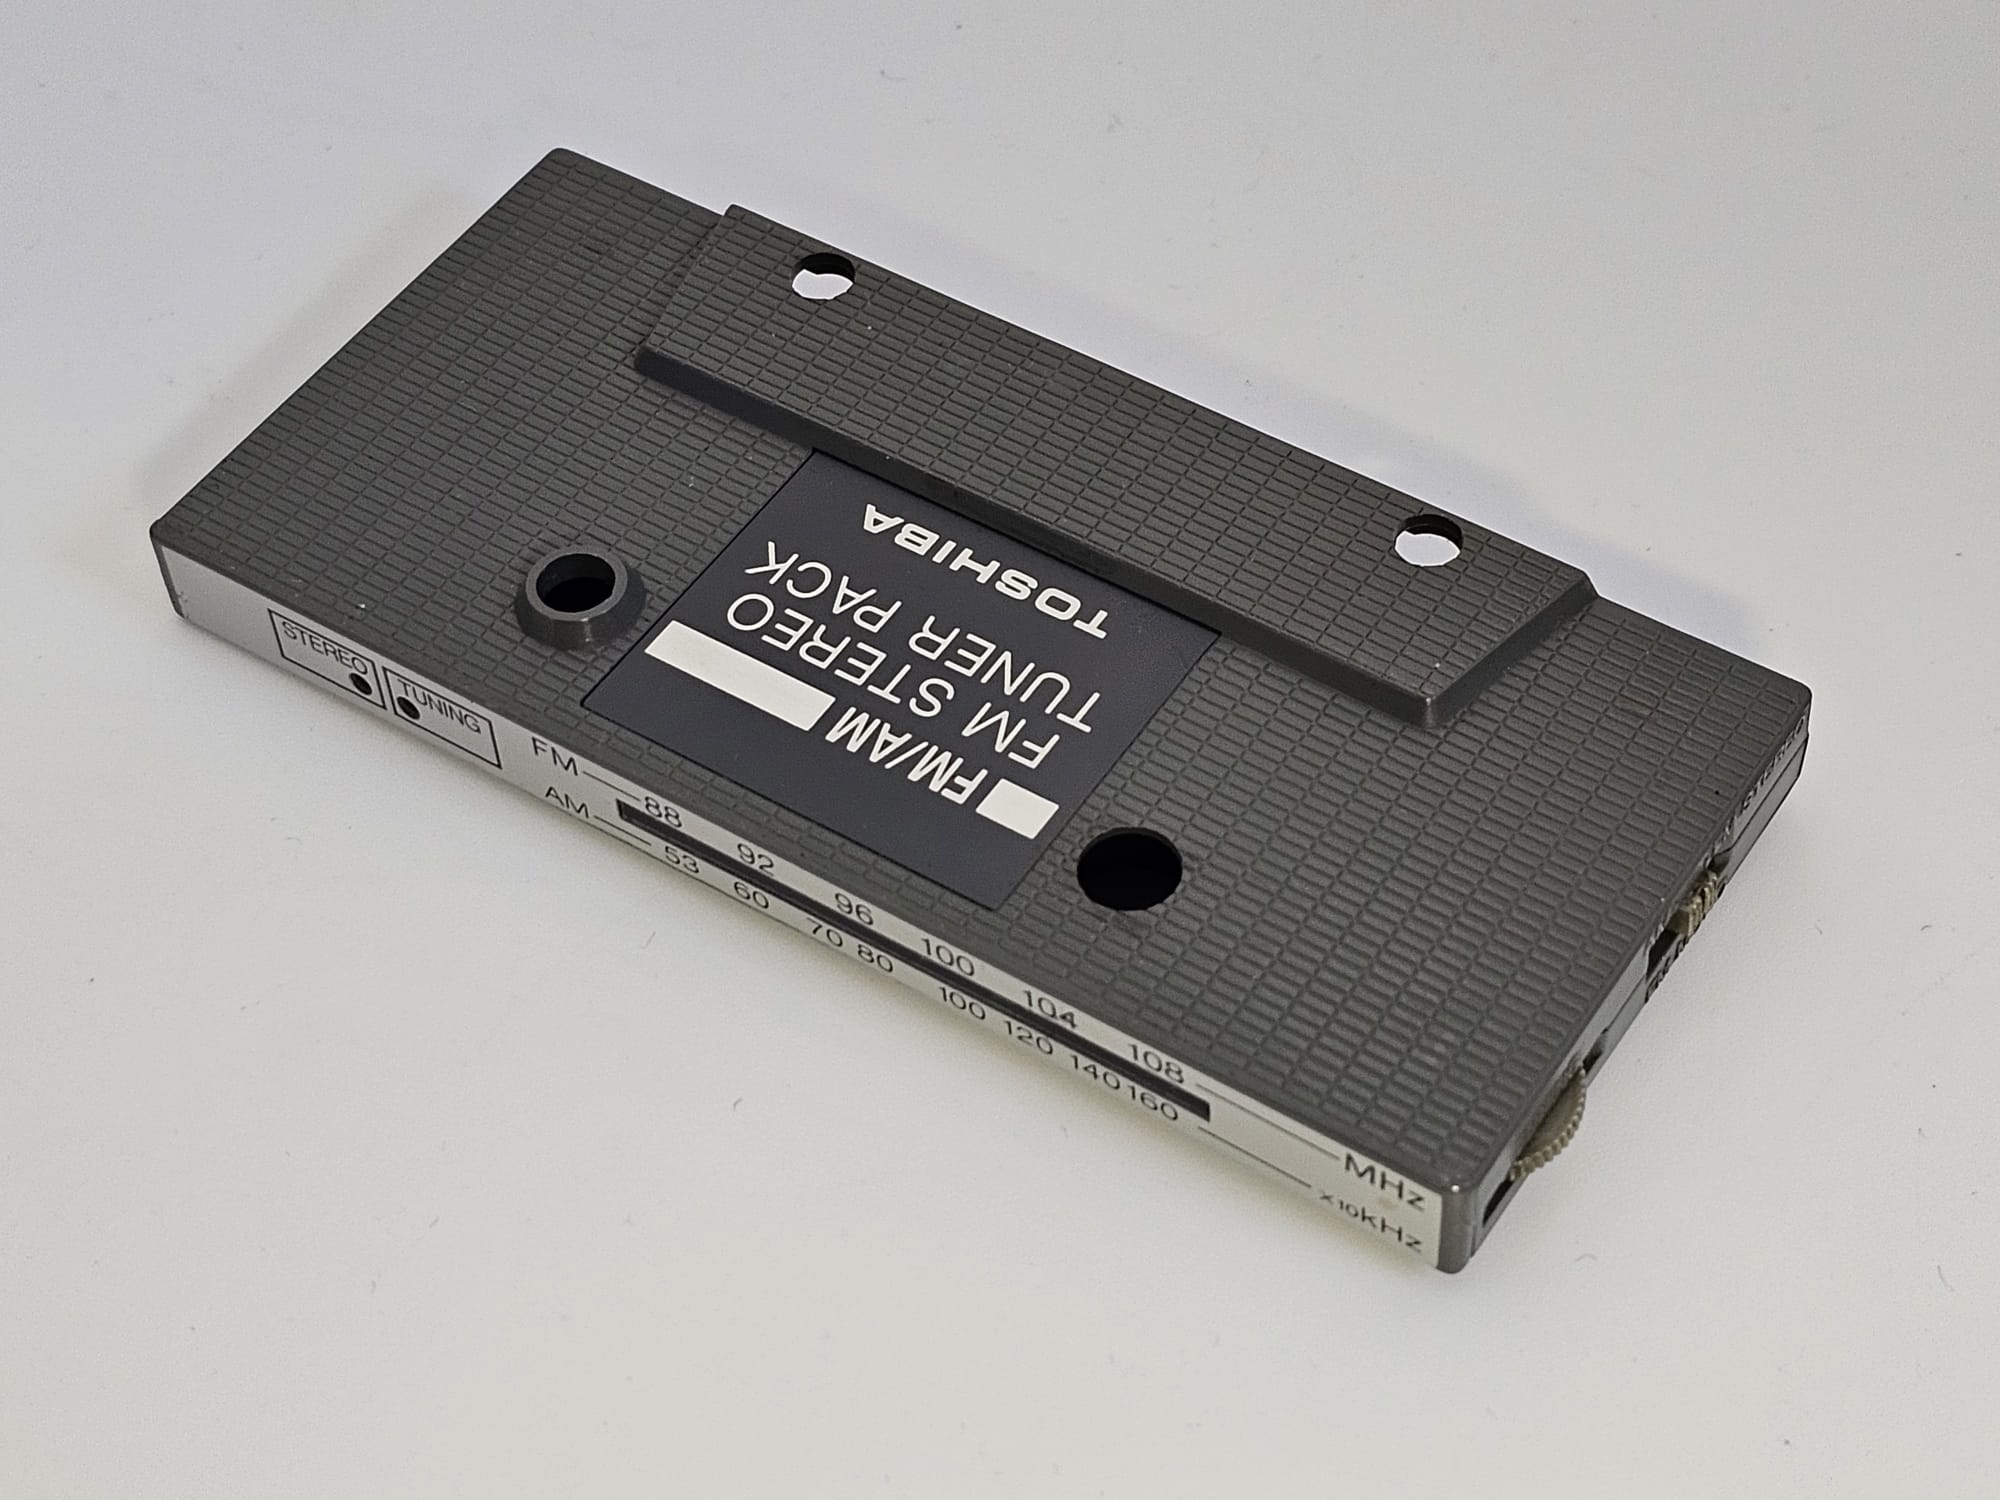 TOSHIBA
FM STEREO
TUNER PACK
FM/AM
STEREO
TUNING
FM 88 92 96 100 104 108 MHz
AM 53 60 70 80 100 120 140 160 x10kHz